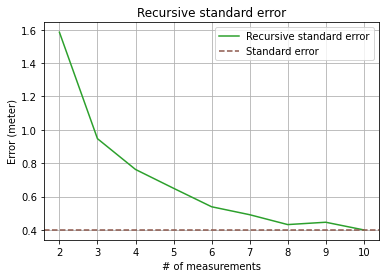 Recursive standard error
Recursive standard error
Standard error
1.6
1.4
1.2
1.0
0.8
0.6
0.4
Error (meter)
2 3 4 5 6 7 8 9 10
# of measurements